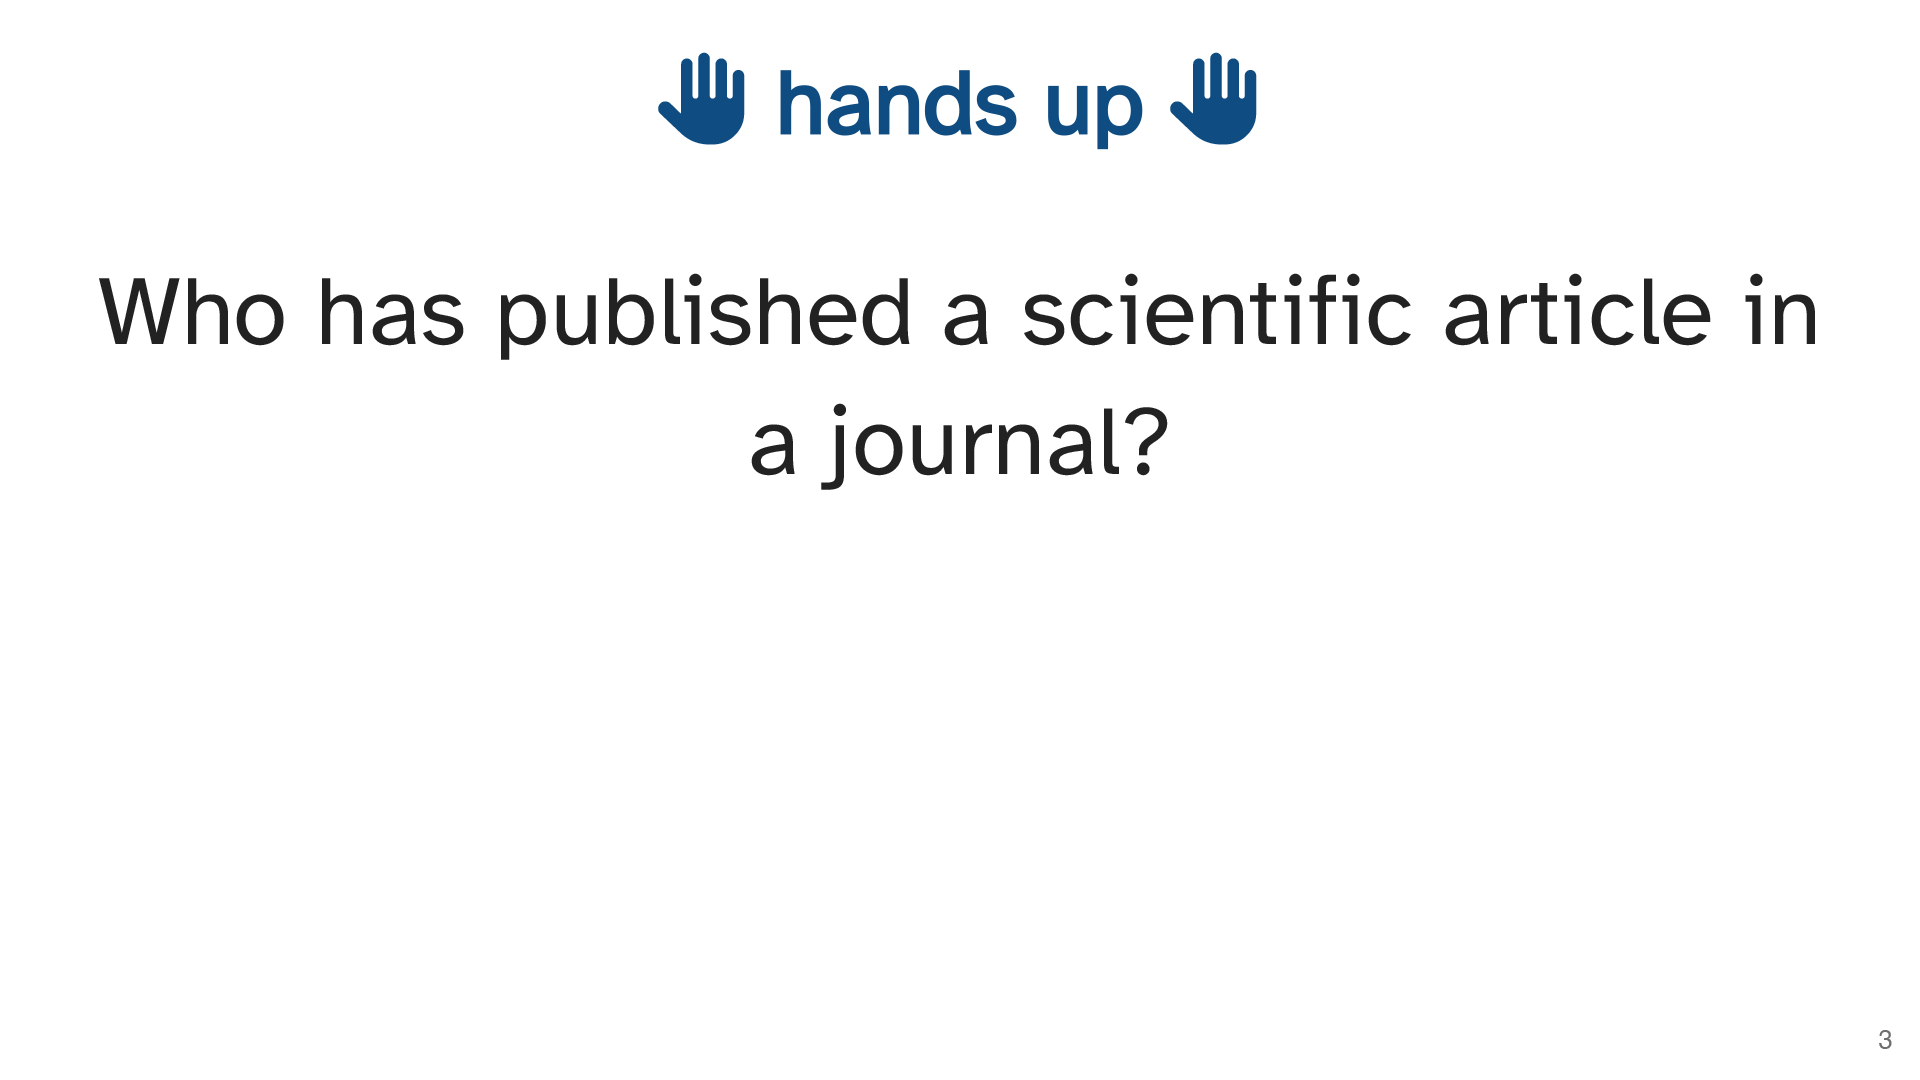 hands up
Who has published a scientific article in
a journal?
3